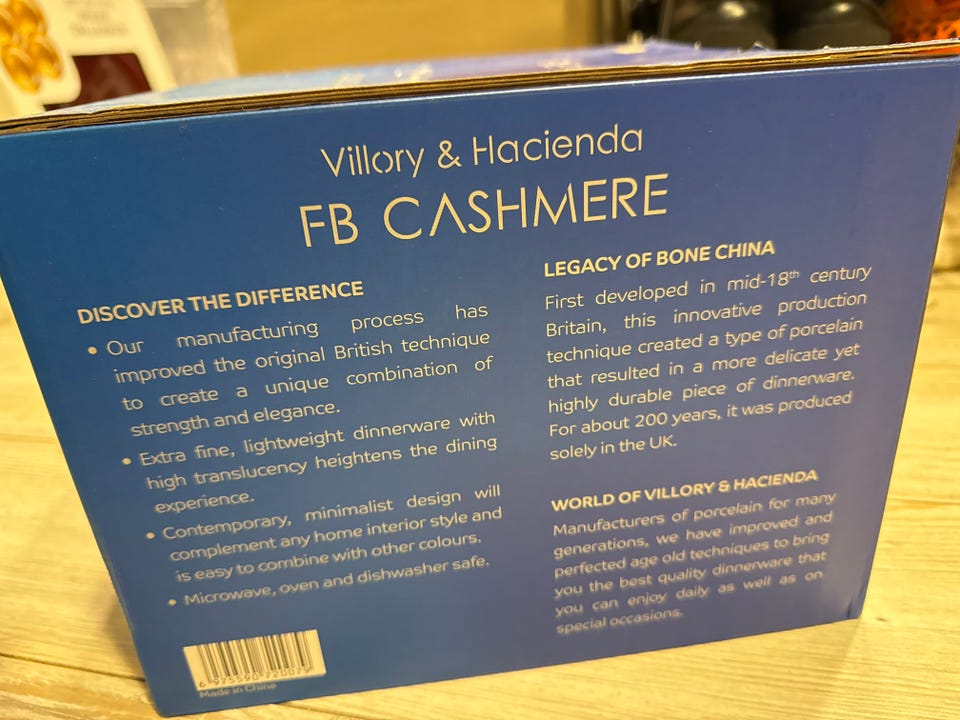 Villory & Hacienda
FB CASHMERE
DISCOVER THE DIFFERENCE
• Our manufacturing process has
improved the original British technique
to create a unique combination of
strength and elegance.
• Extra fine, lightweight dinnerware with
high translucency heightens the dining
experience.
• Contemporary, minimalist design will
complement any home interior style and
is easy to combine with other colours.
• Microwave, oven and dishwasher safe.
6 975590 720079
Made in China
LEGACY OF BONE CHINA
First developed in mid-18th century
Britain, this innovative production
technique created a type of porcelain
that resulted in a more delicate yet
highly durable piece of dinnerware.
For about 200 years, it was produced
solely in the UK.
WORLD OF VILLORY & HACIENDA
Manufacturers of porcelain for many
generations, we have improved and
perfected age old techniques to bring
you the best quality dinnerware that
you can enjoy daily as well as on
special occasions.